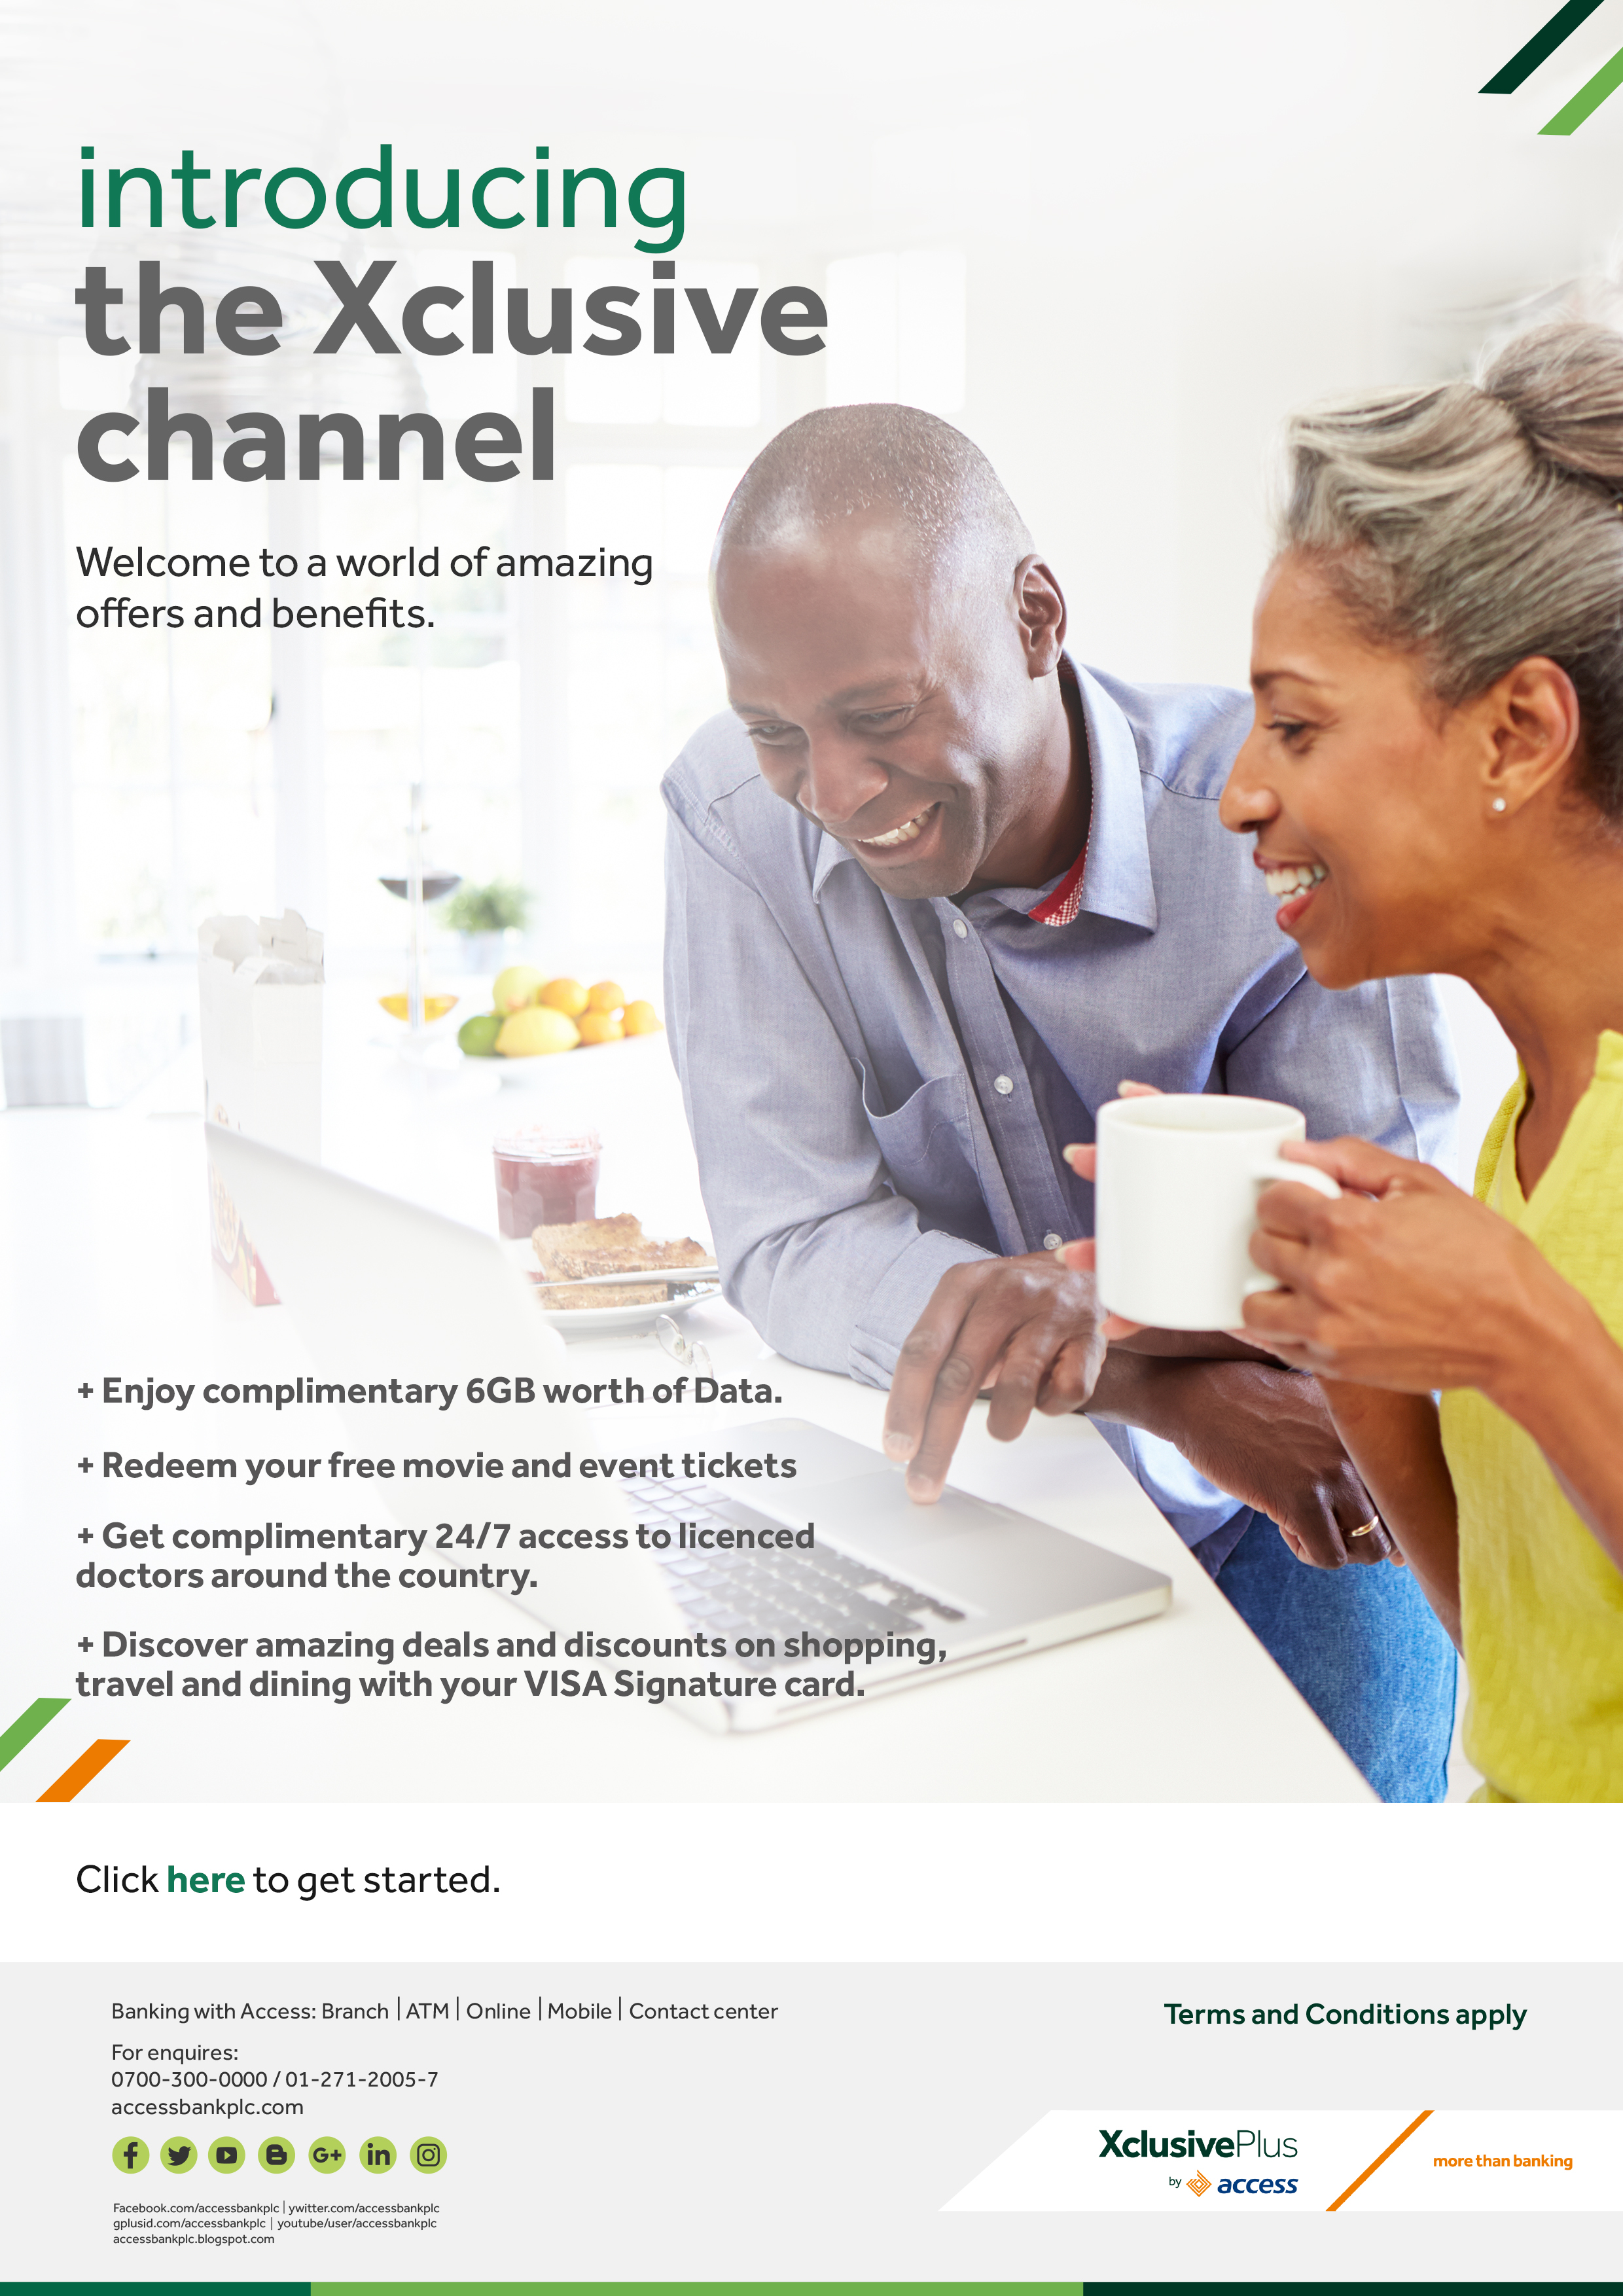 introducing
the Xclusive
channel
Welcome to a world of amazing
offers and benefits.
+ Enjoy complimentary 6GB worth of Data.
+ Redeem your free movie and event tickets
+ Get complimentary 24/7 access to licenced
doctors around the country.
+ Discover amazing deals and discounts on shopping,
travel and dining with your VISA Signature card.
Click here to get started.
Banking with Access: Branch | ATM | Online | Mobile | Contact center
For enquires:
0700-300-0000 / 01-271-2005-7
accessbankplc.com
Facebook.com/accessbankplc | ywitter.com/accessbankplc
gplusid.com/accessbankplc | youtube/user/accessbankplc
accessbankplc.blogspot.com
Terms and Conditions apply
XclusivePlus
by access
more than banking